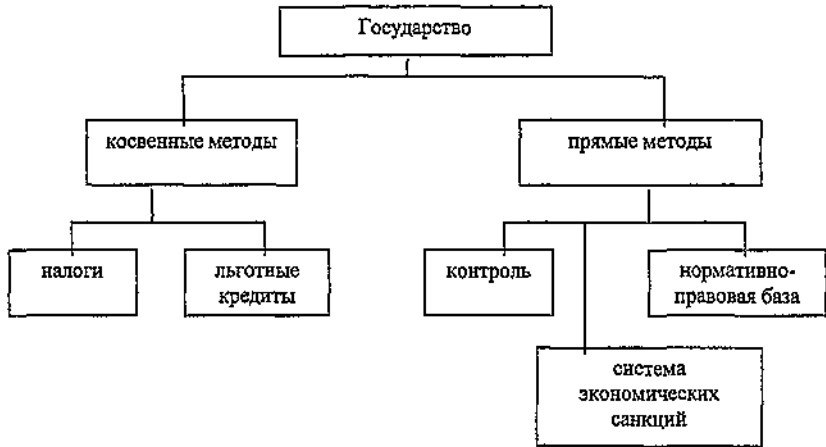 Государство
косвенные методы
прямые методы
налоги
льготные
кредиты
контроль
нормативно-
правовая база
система
экономических
санкций